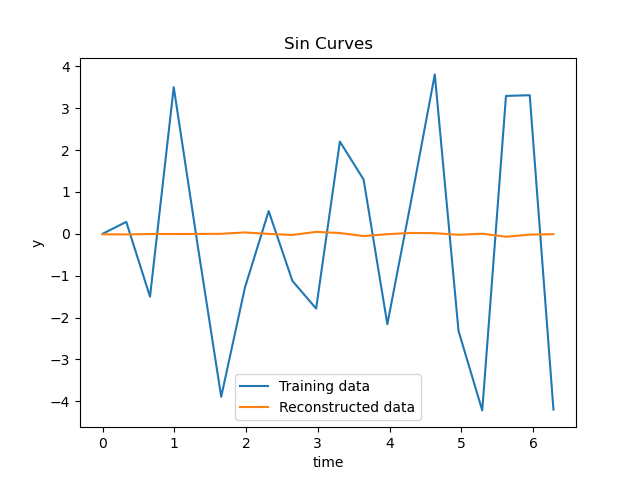 Sin Curves
4
3
2
1
0
−1
−2
−3
−4
y
0 1 2 3 4 5 6
time
Training data
Reconstructed data